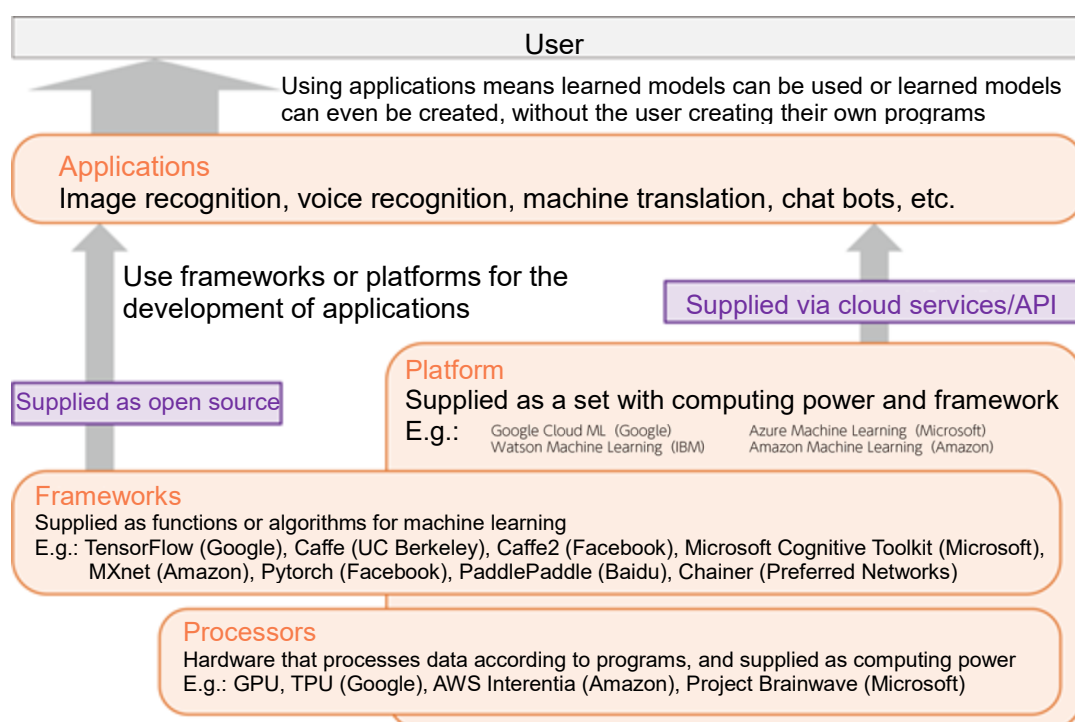 User
Using applications means learned models can be used or learned models
can even be created, without the user creating their own programs
Applications
Image recognition, voice recognition, machine translation, chat bots, etc.
Use frameworks or platforms for the
development of applications
Supplied via cloud services/API
Supplied as open source
Platform
Supplied as a set with computing power and framework
E.g.: Google Cloud ML (Google) Azure Machine Learning (Microsoft)
Watson Machine Learning (IBM) Amazon Machine Learning (Amazon)
Frameworks
Supplied as functions or algorithms for machine learning
E.g.: TensorFlow (Google), Caffe (UC Berkeley), Caffe2 (Facebook), Microsoft Cognitive Toolkit (Microsoft),
MXnet (Amazon), Pytorch (Facebook), PaddlePaddle (Baidu), Chainer (Preferred Networks)
Processors
Hardware that processes data according to programs, and supplied as computing power
E.g.: GPU, TPU (Google), AWS Interentia (Amazon), Project Brainwave (Microsoft)